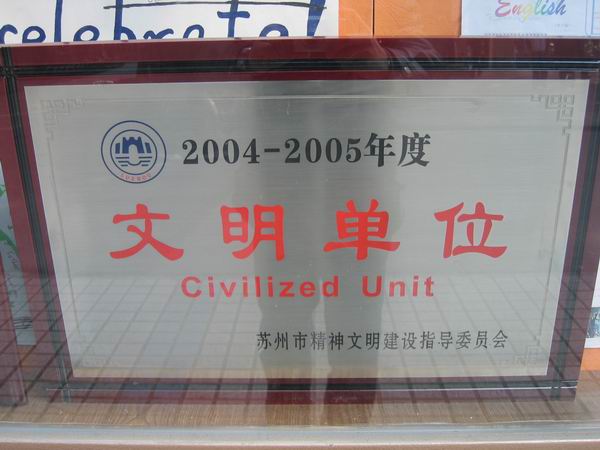 celebrate!
English
2004-2005年度
文明单位
Civilized Unit
苏州市精神文明建设指导委员会